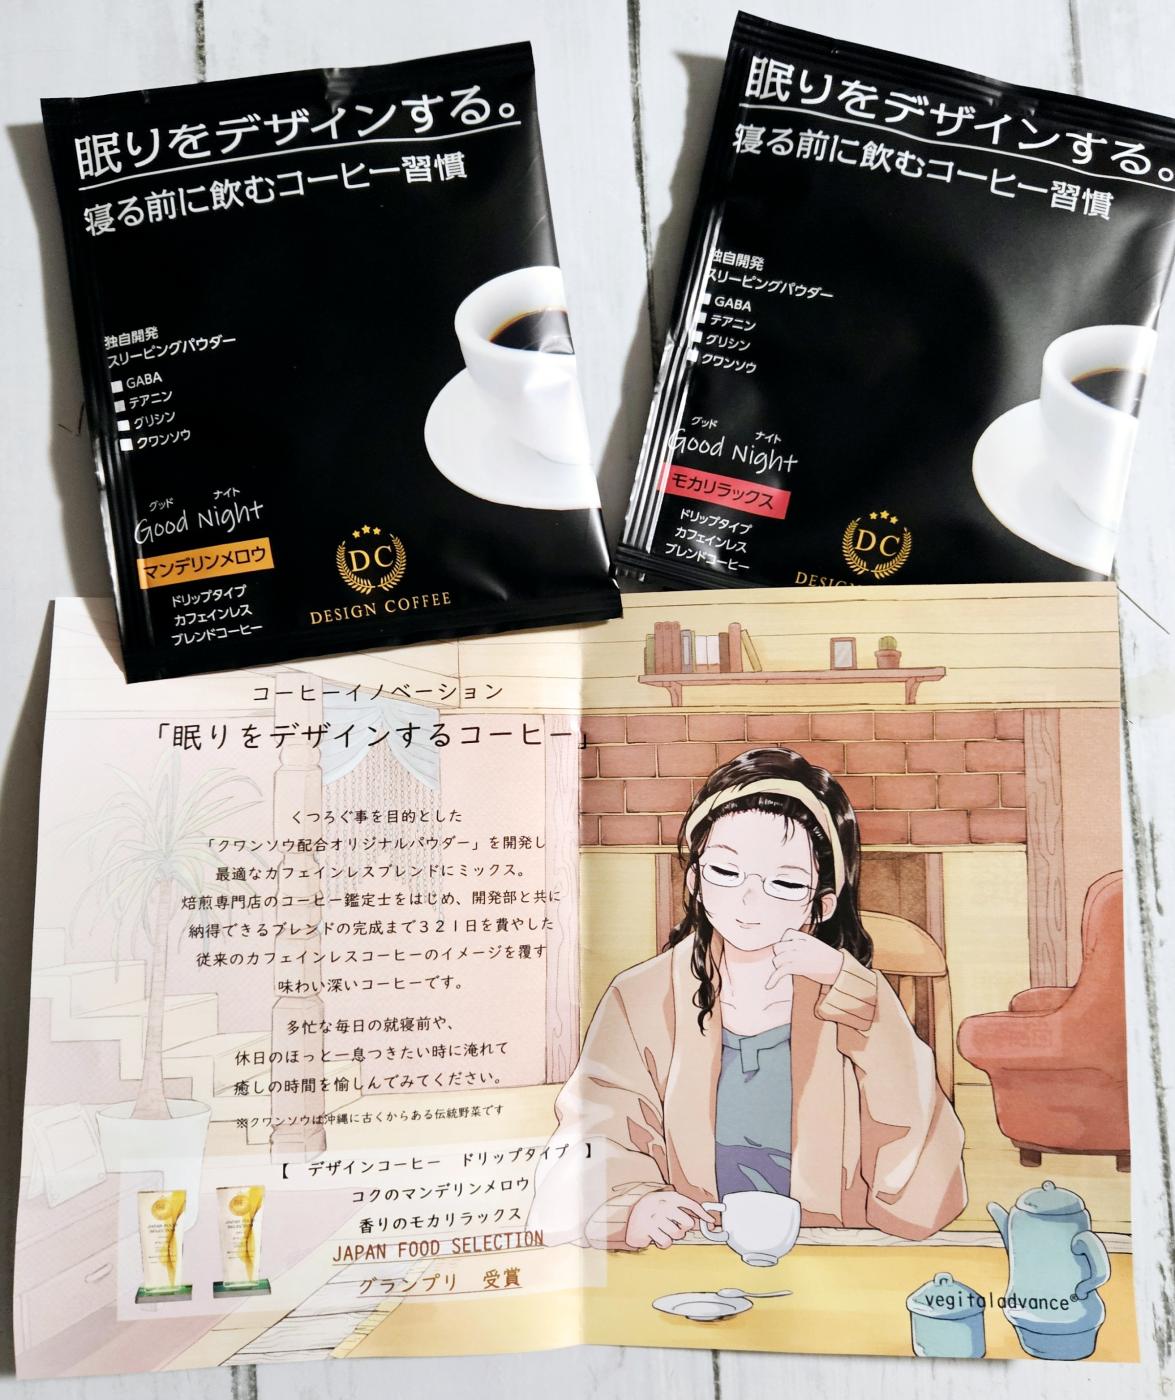 眠りをデザインする。
寝る前に飲むコーヒー習慣
独自開発
スリーピングパウダー
GABA
テアニン
グリシン
クワンソウ
グッド ナイト
Good Night
マンデリンメロウ
ドリップタイプ
カフェインレス
ブレンドコーヒー
DC
DESIGN COFFEE
眠りをデザインする。
寝る前に飲むコーヒー習慣
独自開発
スリーピングパウダー
GABA
テアニン
グリシン
クワンソウ
グッド ナイト
Good Night
モカリラックス
ドリップタイプ
カフェインレス
ブレンドコーヒー
DC
コーヒーイノベーション
「眠りをデザインするコーヒー」
くつろぐ事を目的とした
「クワンソウ配合オリジナルパウダー」を開発し
最適なカフェインレスブレンドにミックス。
焙煎専門店のコーヒー鑑定士をはじめ、開発部と共に
納得できるブレンドの完成まで321日を費やした
従来のカフェインレスコーヒーのイメージを覆す
味わい深いコーヒーです。
多忙な毎日の就寝前や、
休日のほっと一息つきたい時に淹れて
癒しの時間を愉しんでみてください。
※クワンソウは沖縄に古くからある伝統野菜です
【 デザインコーヒー ドリップタイプ 】
コクのマンデリンメロウ
香りのモカリラックス
JAPAN FOOD SELECTION
グランプリ 受賞
vegitaladvance®